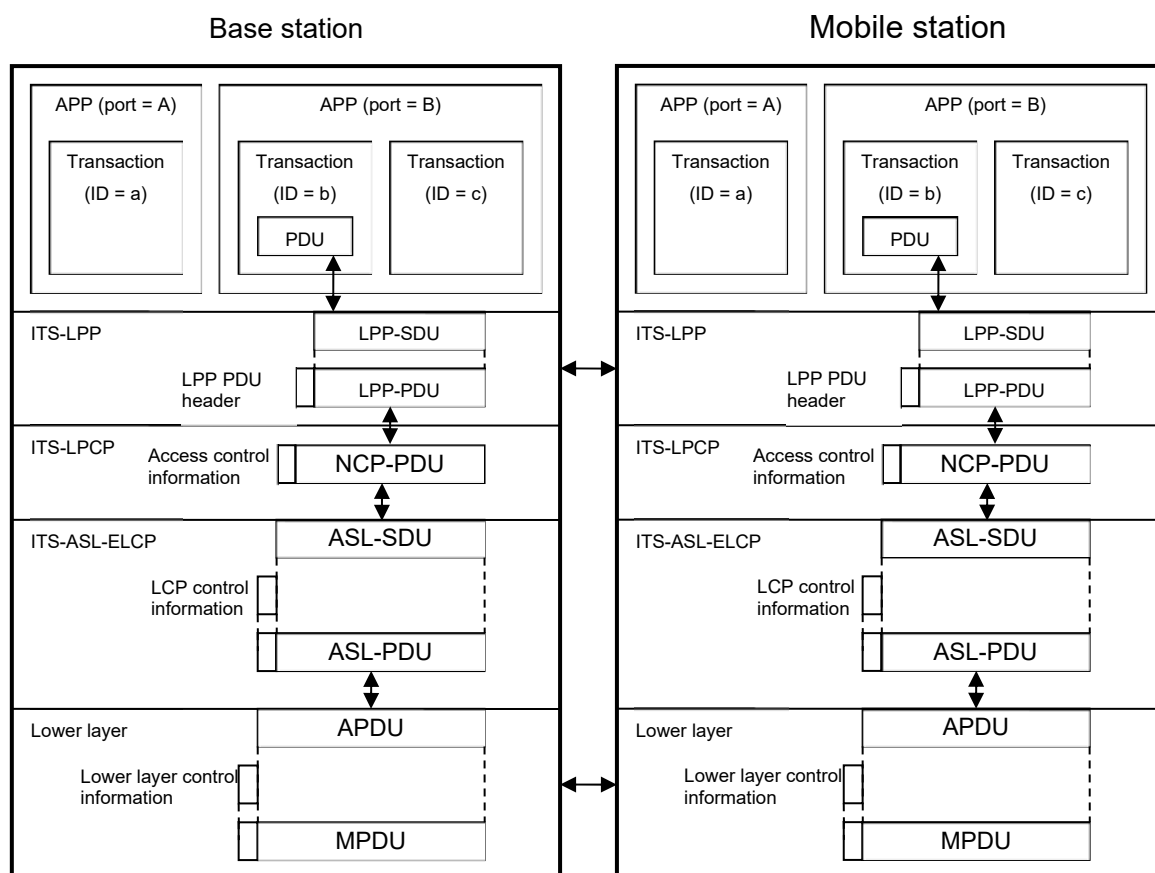 Base station
APP (port = A)
APP (port = B)
Transaction
(ID = a)
Transaction
(ID = b)
Transaction
(ID = c)
PDU
ITS-LPP
LPP-SDU
LPP PDU
header
LPP-PDU
ITS-LPCP
Access control
information
NCP-PDU
ITS-ASL-ELCP
ASL-SDU
LCP control
information
ASL-PDU
Lower layer
APDU
Lower layer control
information
MPDU
Mobile station
APP (port = A)
APP (port = B)
Transaction
(ID = a)
Transaction
(ID = b)
Transaction
(ID = c)
PDU
ITS-LPP
LPP-SDU
LPP PDU
header
LPP-PDU
ITS-LPCP
Access control
information
NCP-PDU
ITS-ASL-ELCP
ASL-SDU
LCP control
information
ASL-PDU
Lower layer
APDU
Lower layer control
information
MPDU